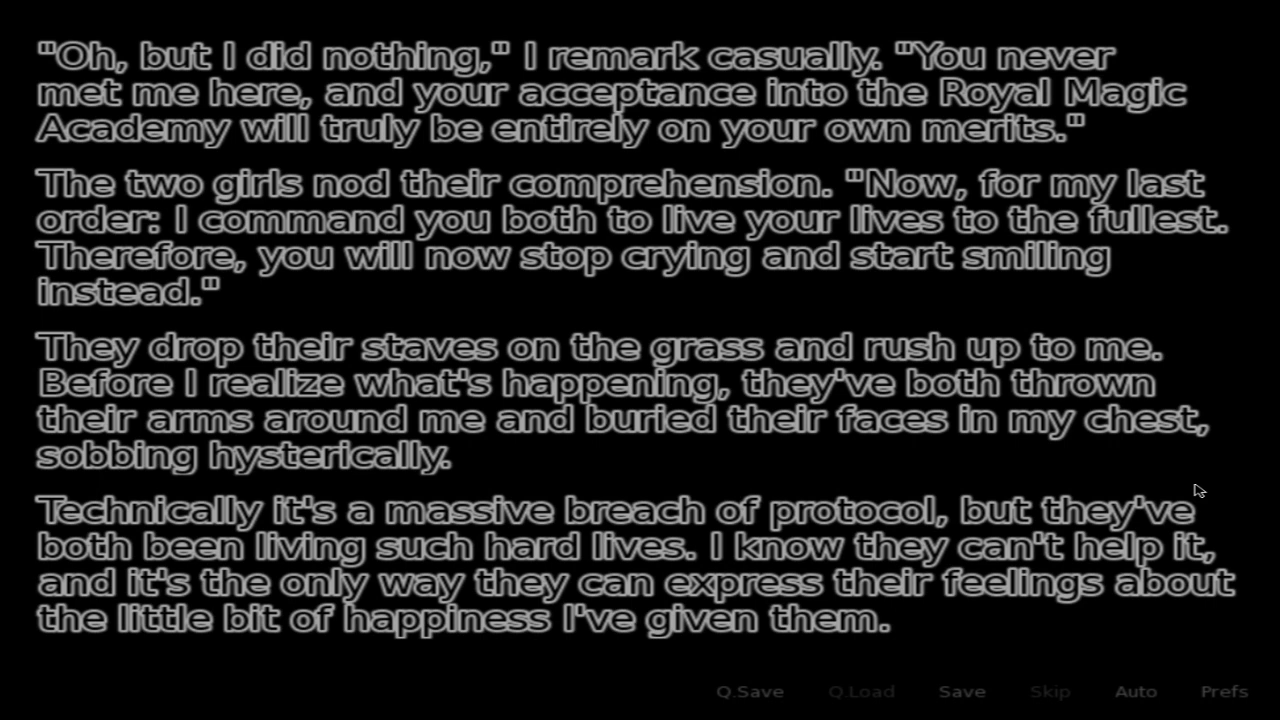 "Oh, but I did nothing," I remark casually. "You never
met me here, and your acceptance into the Royal Magic
Academy will truly be entirely on your own merits."
The two girls nod their comprehension. "Now, for my last
order: I command you both to live your lives to the fullest.
Therefore, you will now stop crying and start smiling
instead."
They drop their staves on the grass and rush up to me.
Before I realize what's happening, they've both thrown
their arms around me and buried their faces in my chest,
sobbing hysterically.
Technically it's a massive breach of protocol, but they've
both been living such hard lives. I know they can't help it,
and it's the only way they can express their feelings about
the little bit of happiness I've given them.
Q.Save Q.Load Save Skip Auto Prefs